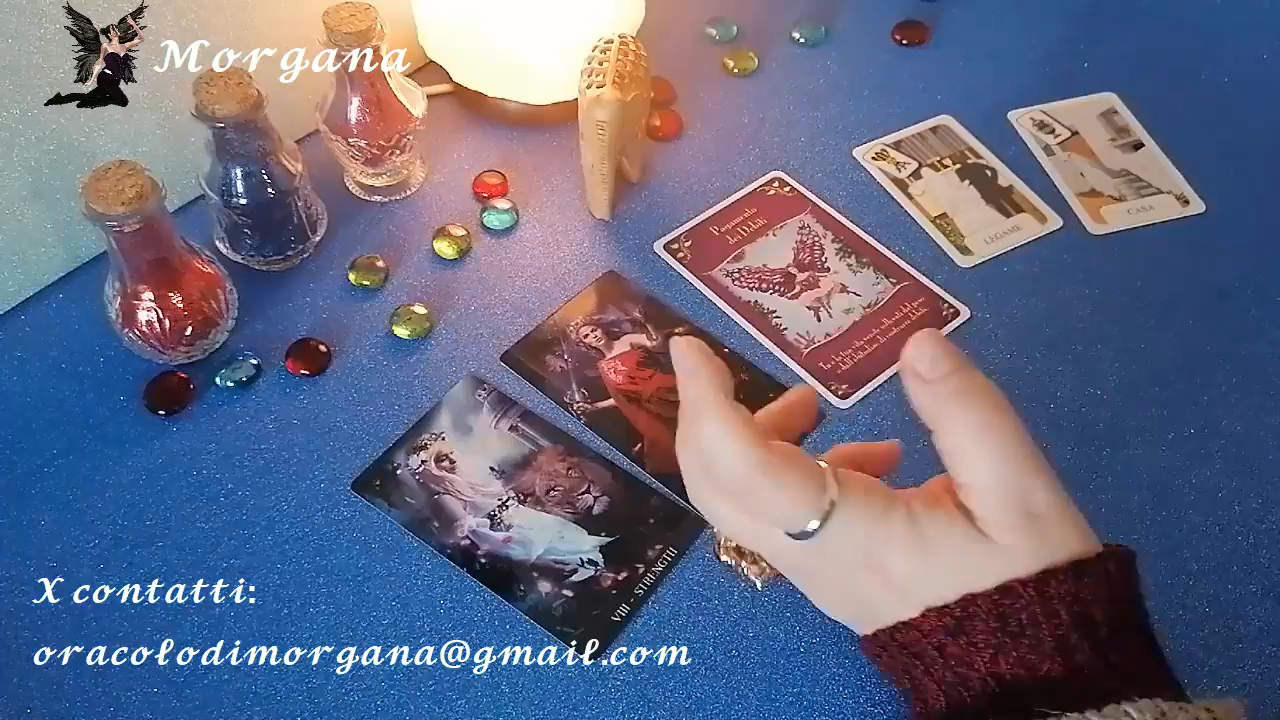 Morgana
Pagamento
dei Debiti
LEGAME
CASA
VIII - STRENGTH
X contatti:
oracolodimorgana@gmail.com